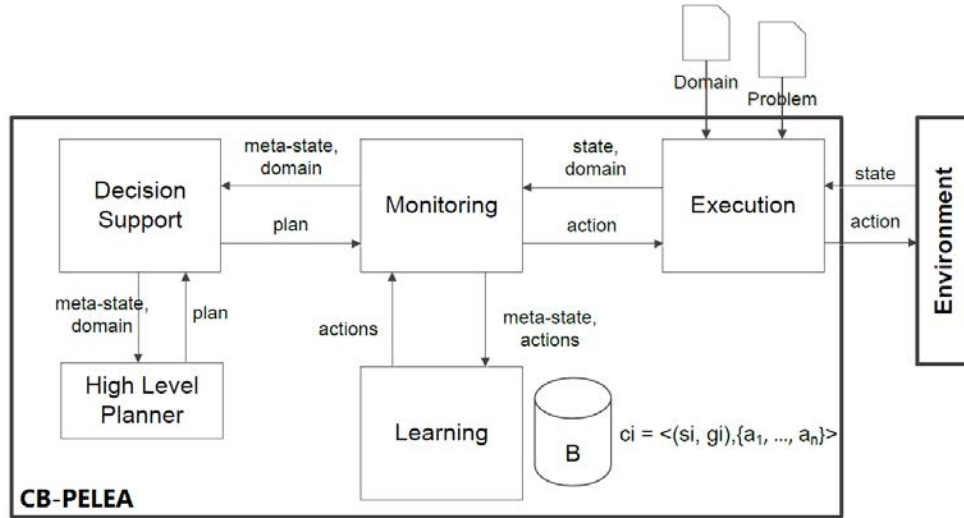 Domain
Problem
meta-state,
domain
state,
domain
state
Decision
Support
Monitoring
Execution
Environment
plan
action
action
meta-state,
domain
plan
actions
meta-state,
actions
High Level
Planner
Learning
B
ci = <(si, gi),{a₁, ..., aₙ}>
CB-PELEA